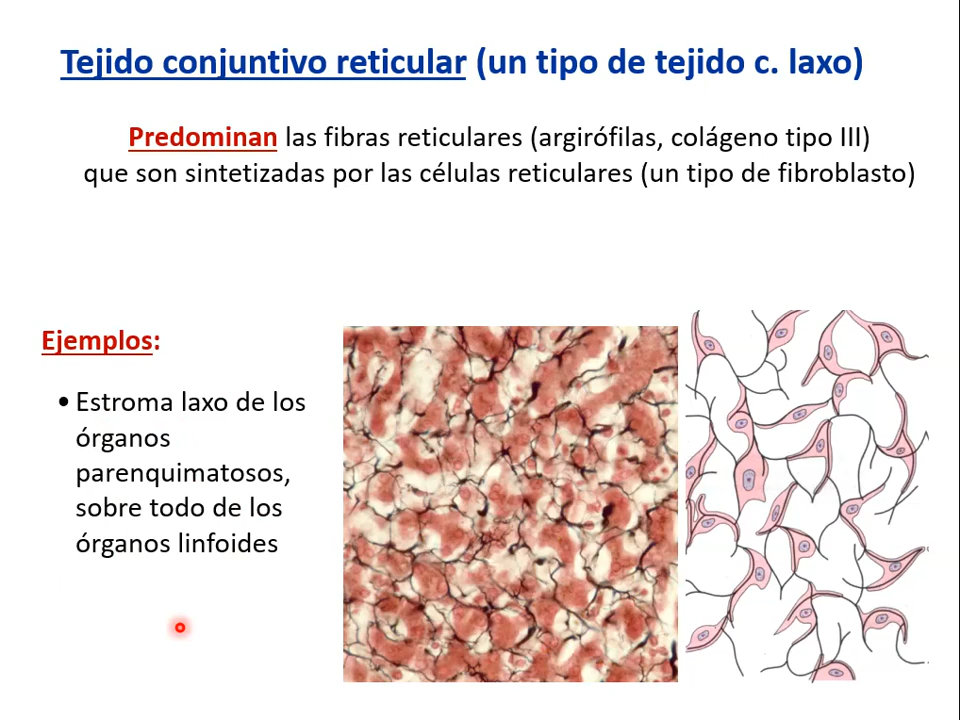 Tejido conjuntivo reticular (un tipo de tejido c. laxo)
Predominan las fibras reticulares (argirófilas, colágeno tipo III)
que son sintetizadas por las células reticulares (un tipo de fibroblasto)
Ejemplos:
• Estroma laxo de los
órganos
parenquimatosos,
sobre todo de los
órganos linfoides